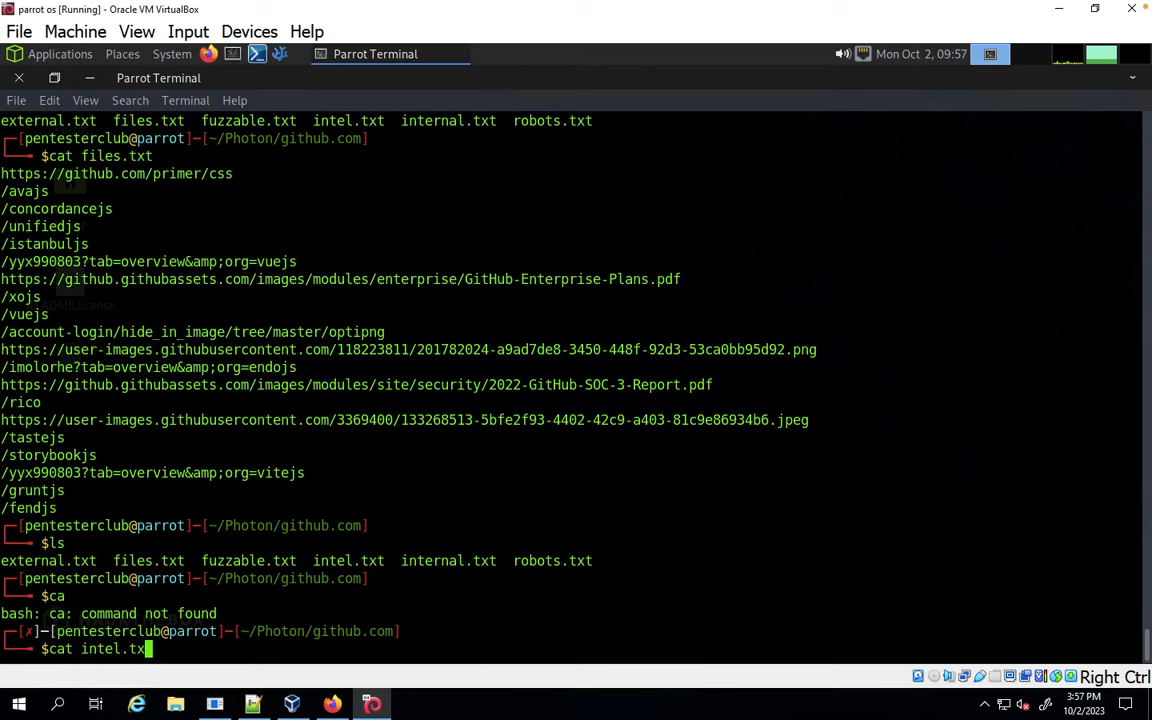 parrot os [Running] - Oracle VM VirtualBox
File Machine View Input Devices Help
Applications Places System Parrot Terminal Mon Oct 2, 09:57
Parrot Terminal
File Edit View Search Terminal Help
external.txt files.txt fuzzable.txt intel.txt internal.txt robots.txt
[pentesterclub@parrot]-[~/Photon/github.com]
$cat files.txt
https://github.com/primer/css
/avajs
/concordancejs
/unifiedjs
/istanbuljs
/yyx990803?tab=overview&amp;org=vuejs
https://github.githubassets.com/images/modules/enterprise/GitHub-Enterprise-Plans.pdf
/xojs
README.license
/vuejs
/account-login/hide_in_image/tree/master/optipng
https://user-images.githubusercontent.com/118223811/201782024-a9ad7de8-3450-448f-92d3-53ca0bb95d92.png
/imolorhe?tab=overview&amp;org=endojs
https://github.githubassets.com/images/modules/site/security/2022-GitHub-SOC-3-Report.pdf
/rico
https://user-images.githubusercontent.com/3369400/133268513-5bfe2f93-4402-42c9-a403-81c9e86934b6.jpeg
/tastejs
/storybookjs
/yyx990803?tab=overview&amp;org=vitejs
/gruntjs
/fendjs
[pentesterclub@parrot]-[~/Photon/github.com]
$ls
external.txt files.txt fuzzable.txt intel.txt internal.txt robots.txt
[pentesterclub@parrot]-[~/Photon/github.com]
$ca
bash: ca: command not found
[✗]-[pentesterclub@parrot]-[~/Photon/github.com]
$cat intel.tx
Right Ctrl
3:57 PM
10/2/2023